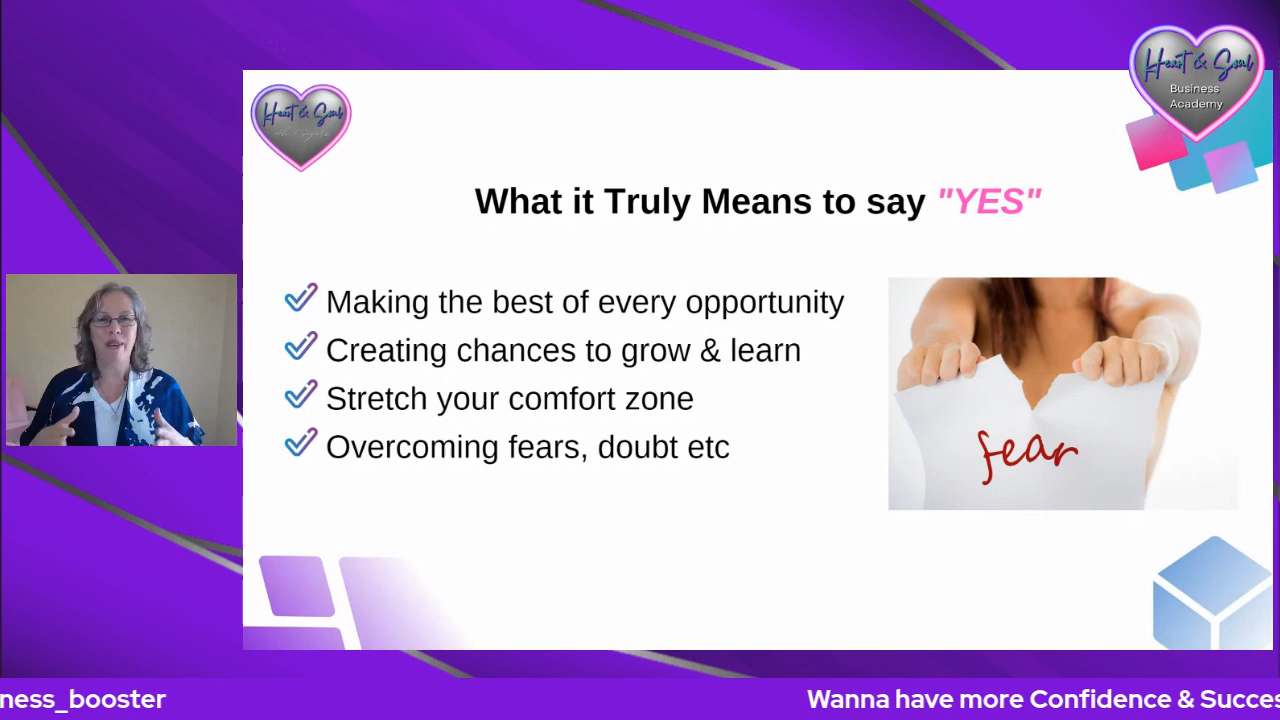 Heart & Soul
Business
Academy
Heart & Soul
What it Truly Means to say "YES"
Making the best of every opportunity
Creating chances to grow & learn
Stretch your comfort zone
Overcoming fears, doubt etc
fear
ness_booster
Wanna have more Confidence & Succes